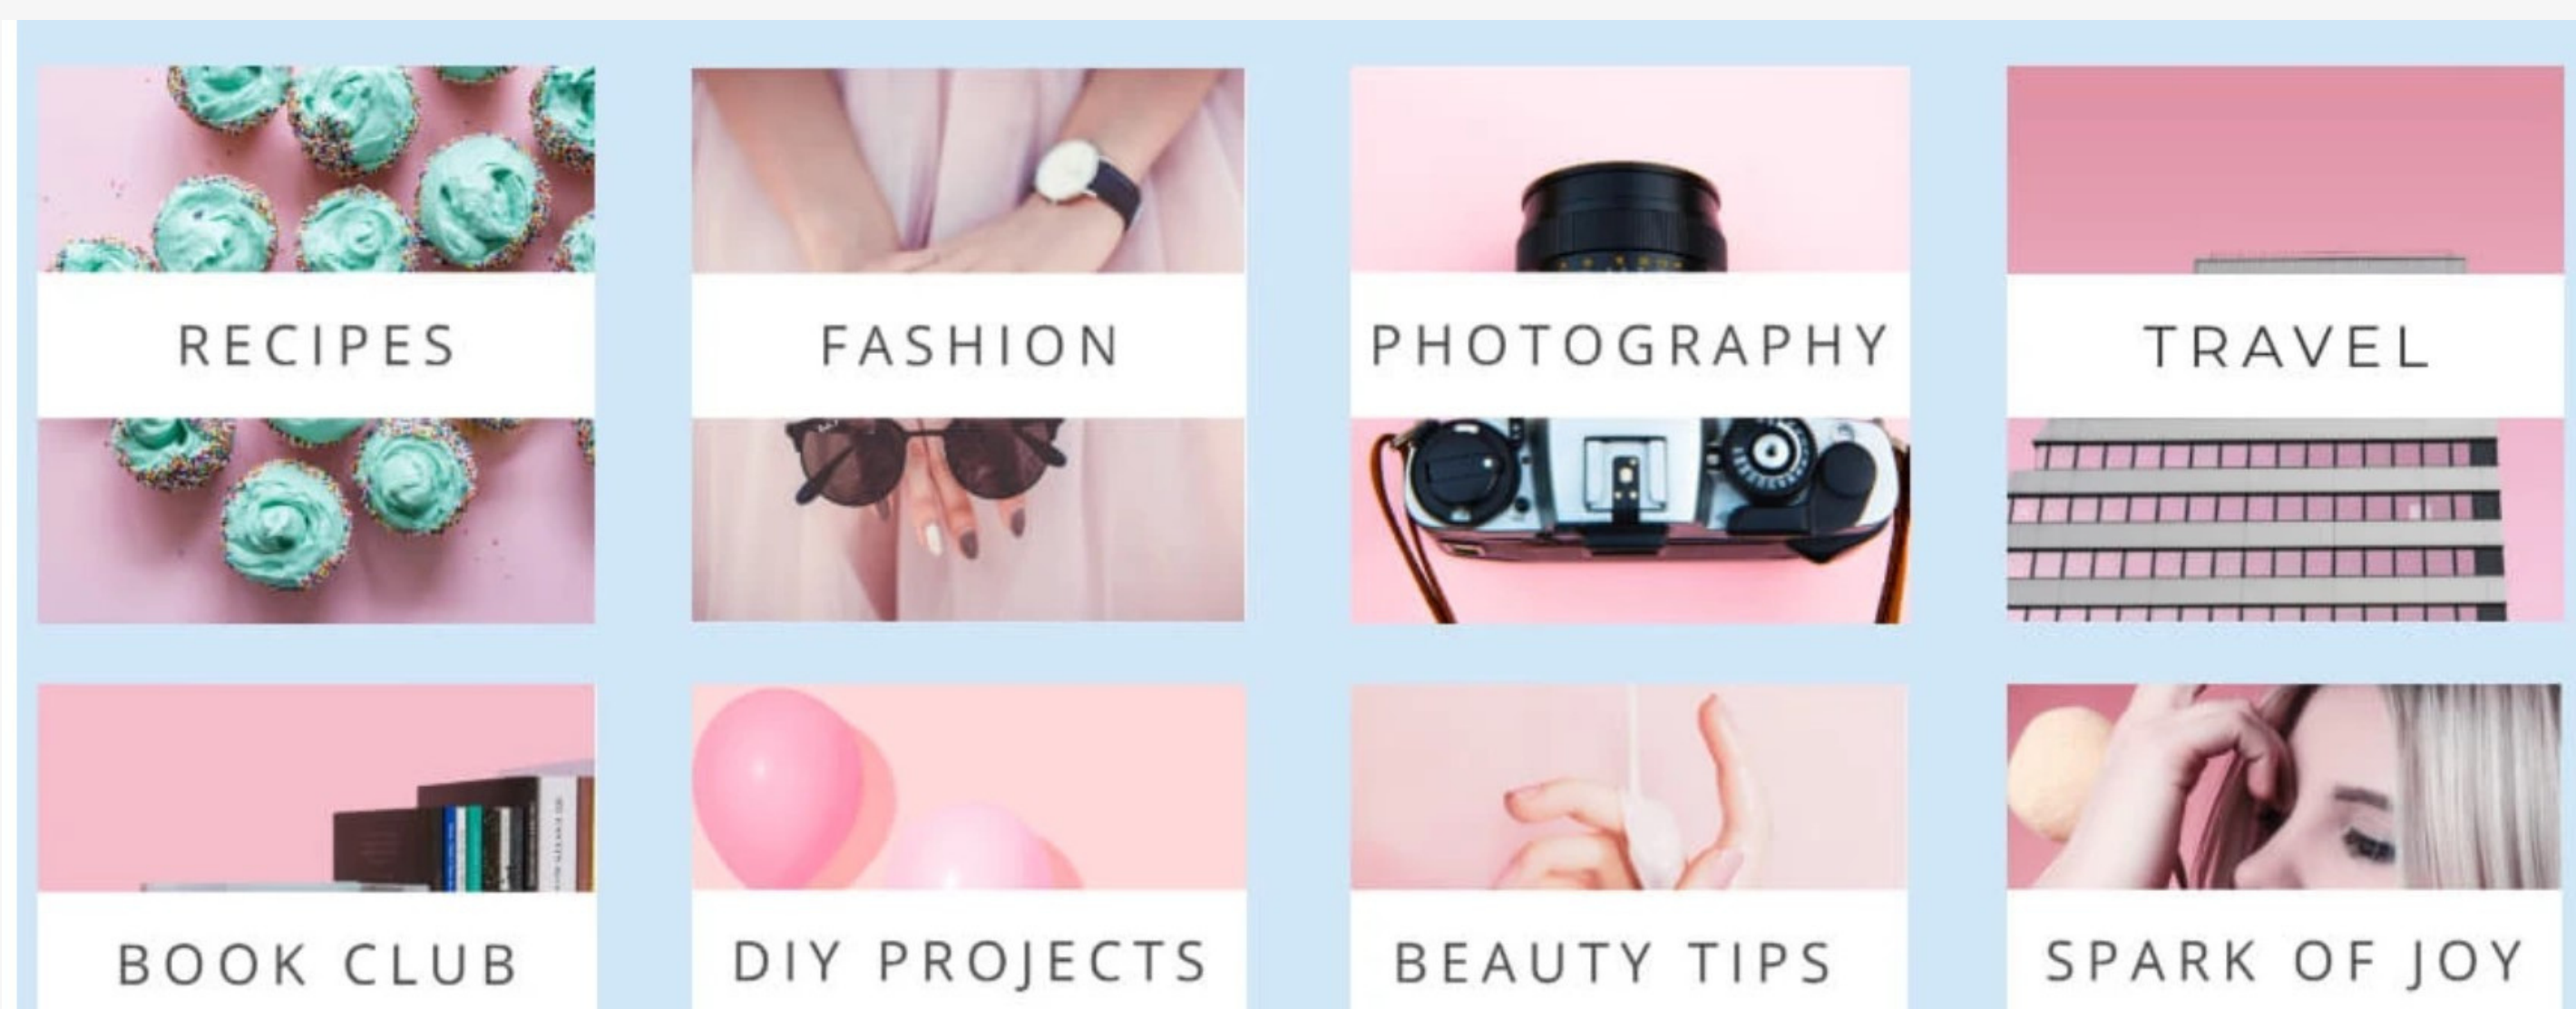 RECIPES
FASHION
PHOTOGRAPHY
TRAVEL
BOOK CLUB
DIY PROJECTS
BEAUTY TIPS
SPARK OF JOY